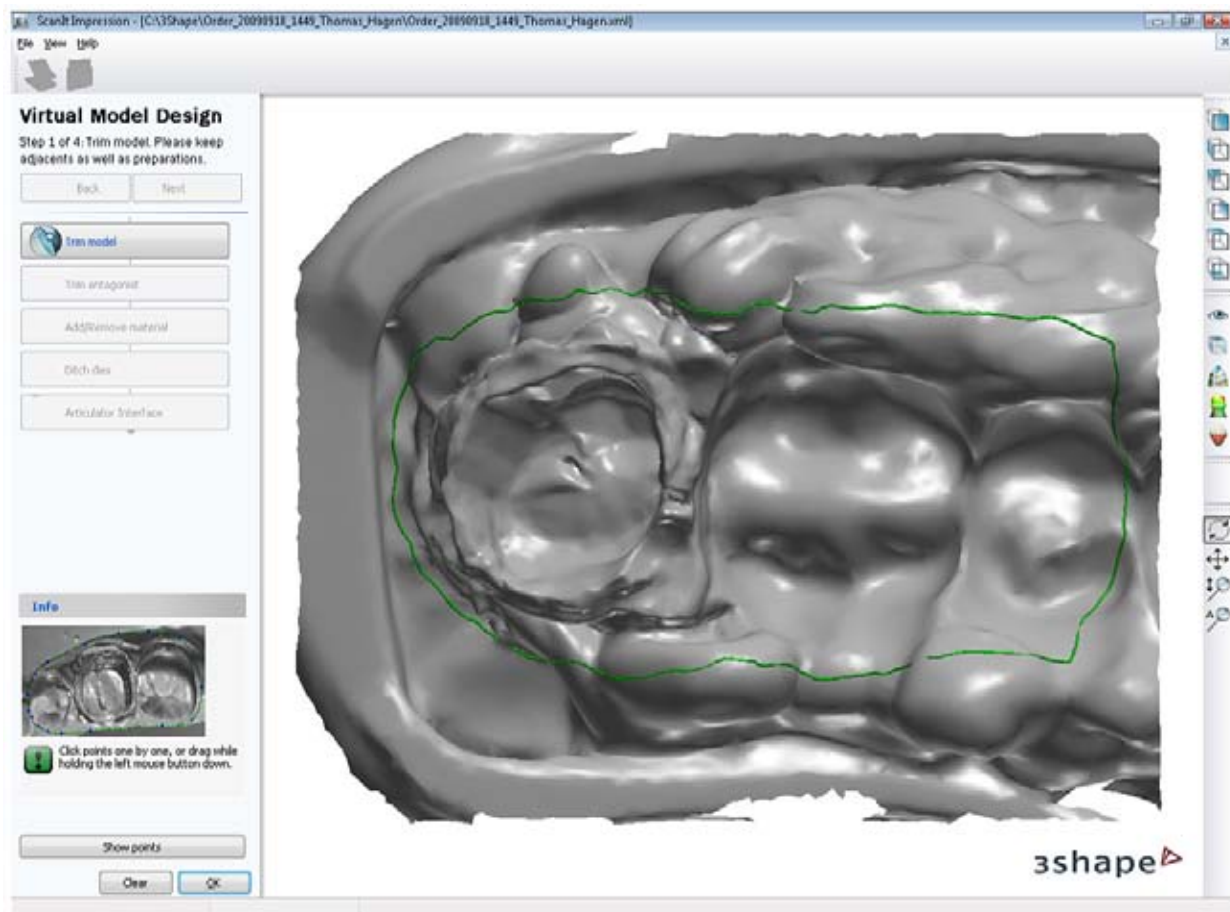 ScanItImpression - [C:\3Shape\Order_20090918_1449_Thomas_Hagen\Order_20090918_1449_Thomas_Hagen.xml]
File View Help
Virtual Model Design
Step 1 of 4: Trim model. Please keep
adjacents as well as preparations.
Back Next
Trim model
Trim antagonist
Add/Remove material
Ditch dies
Articulator Interface
Info
Click points one by one, or drag while
holding the left mouse button down.
Show points
Clear OK
3shape
A